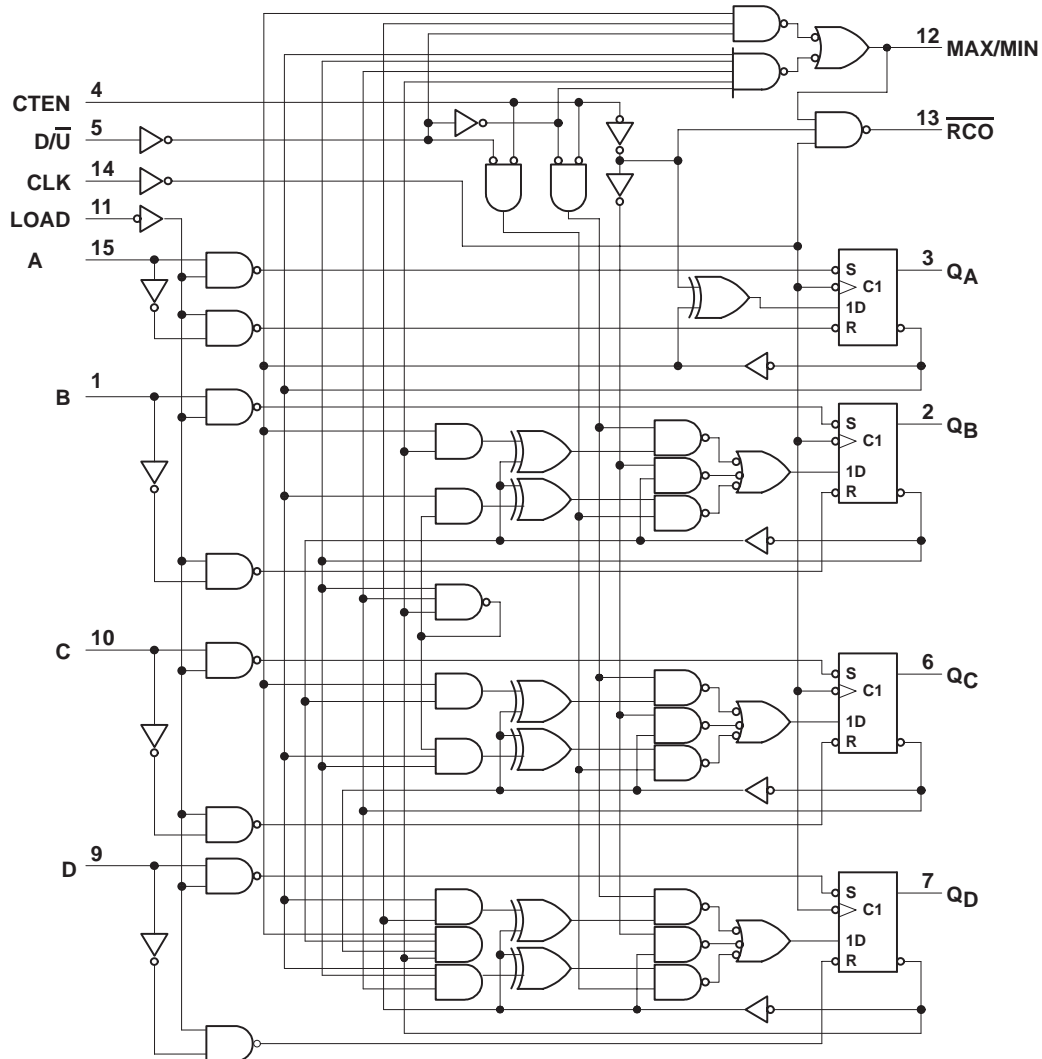 12 MAX/MIN
CTEN 4
D/U̅ 5
13 R̅C̅O̅
CLK 14
LOAD 11
A 15
S
C1
1D
R
3 QA
B 1
S
C1
1D
R
2 QB
C 10
S
C1
1D
R
6 QC
D 9
S
C1
1D
R
7 QD